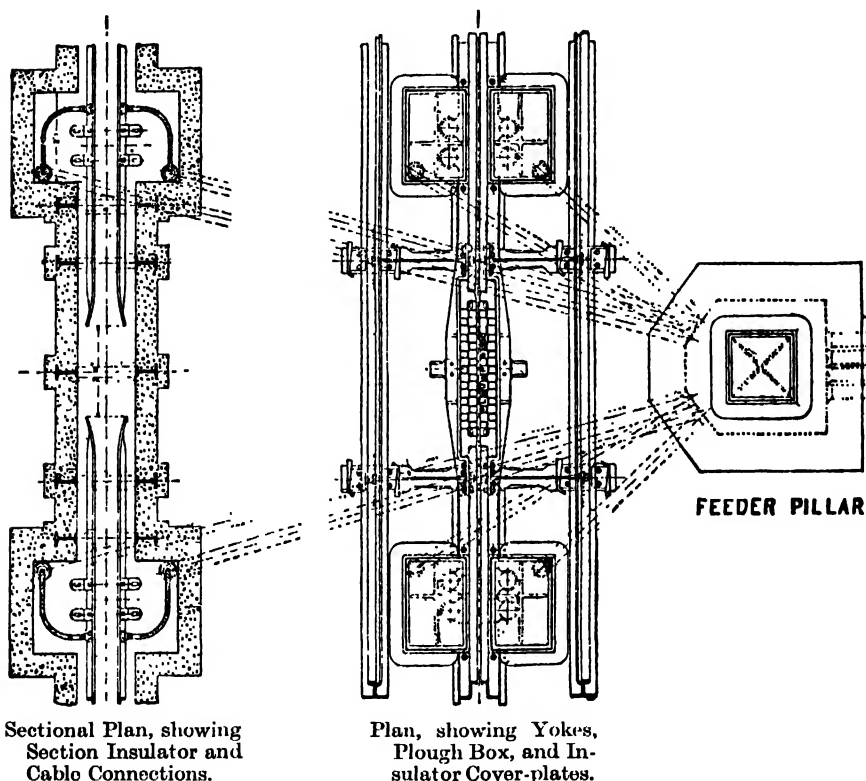 FEEDER PILLAR
Sectional Plan, showing
Section Insulator and
Cable Connections.
Plan, showing Yokes,
Plough Box, and In-
sulator Cover-plates.